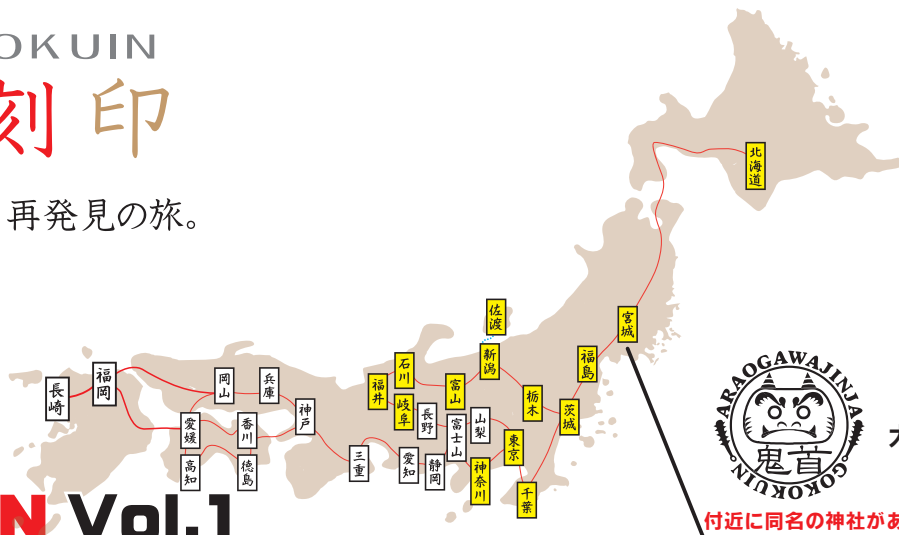 OKUIN
刻印
再発見の旅。
北海道
宮城
佐渡
新潟
福島
石川
富山
福井
岐阜
長野
富士山
山梨
栃木
茨城
東京
神奈川
千葉
長崎
福岡
岡山
兵庫
神戸
愛媛
香川
高知
徳島
三重
愛知
静岡
ARAOGAWAJINJA
鬼首
GOKOKUIN
付近に同名の神社があ
N Vol.1